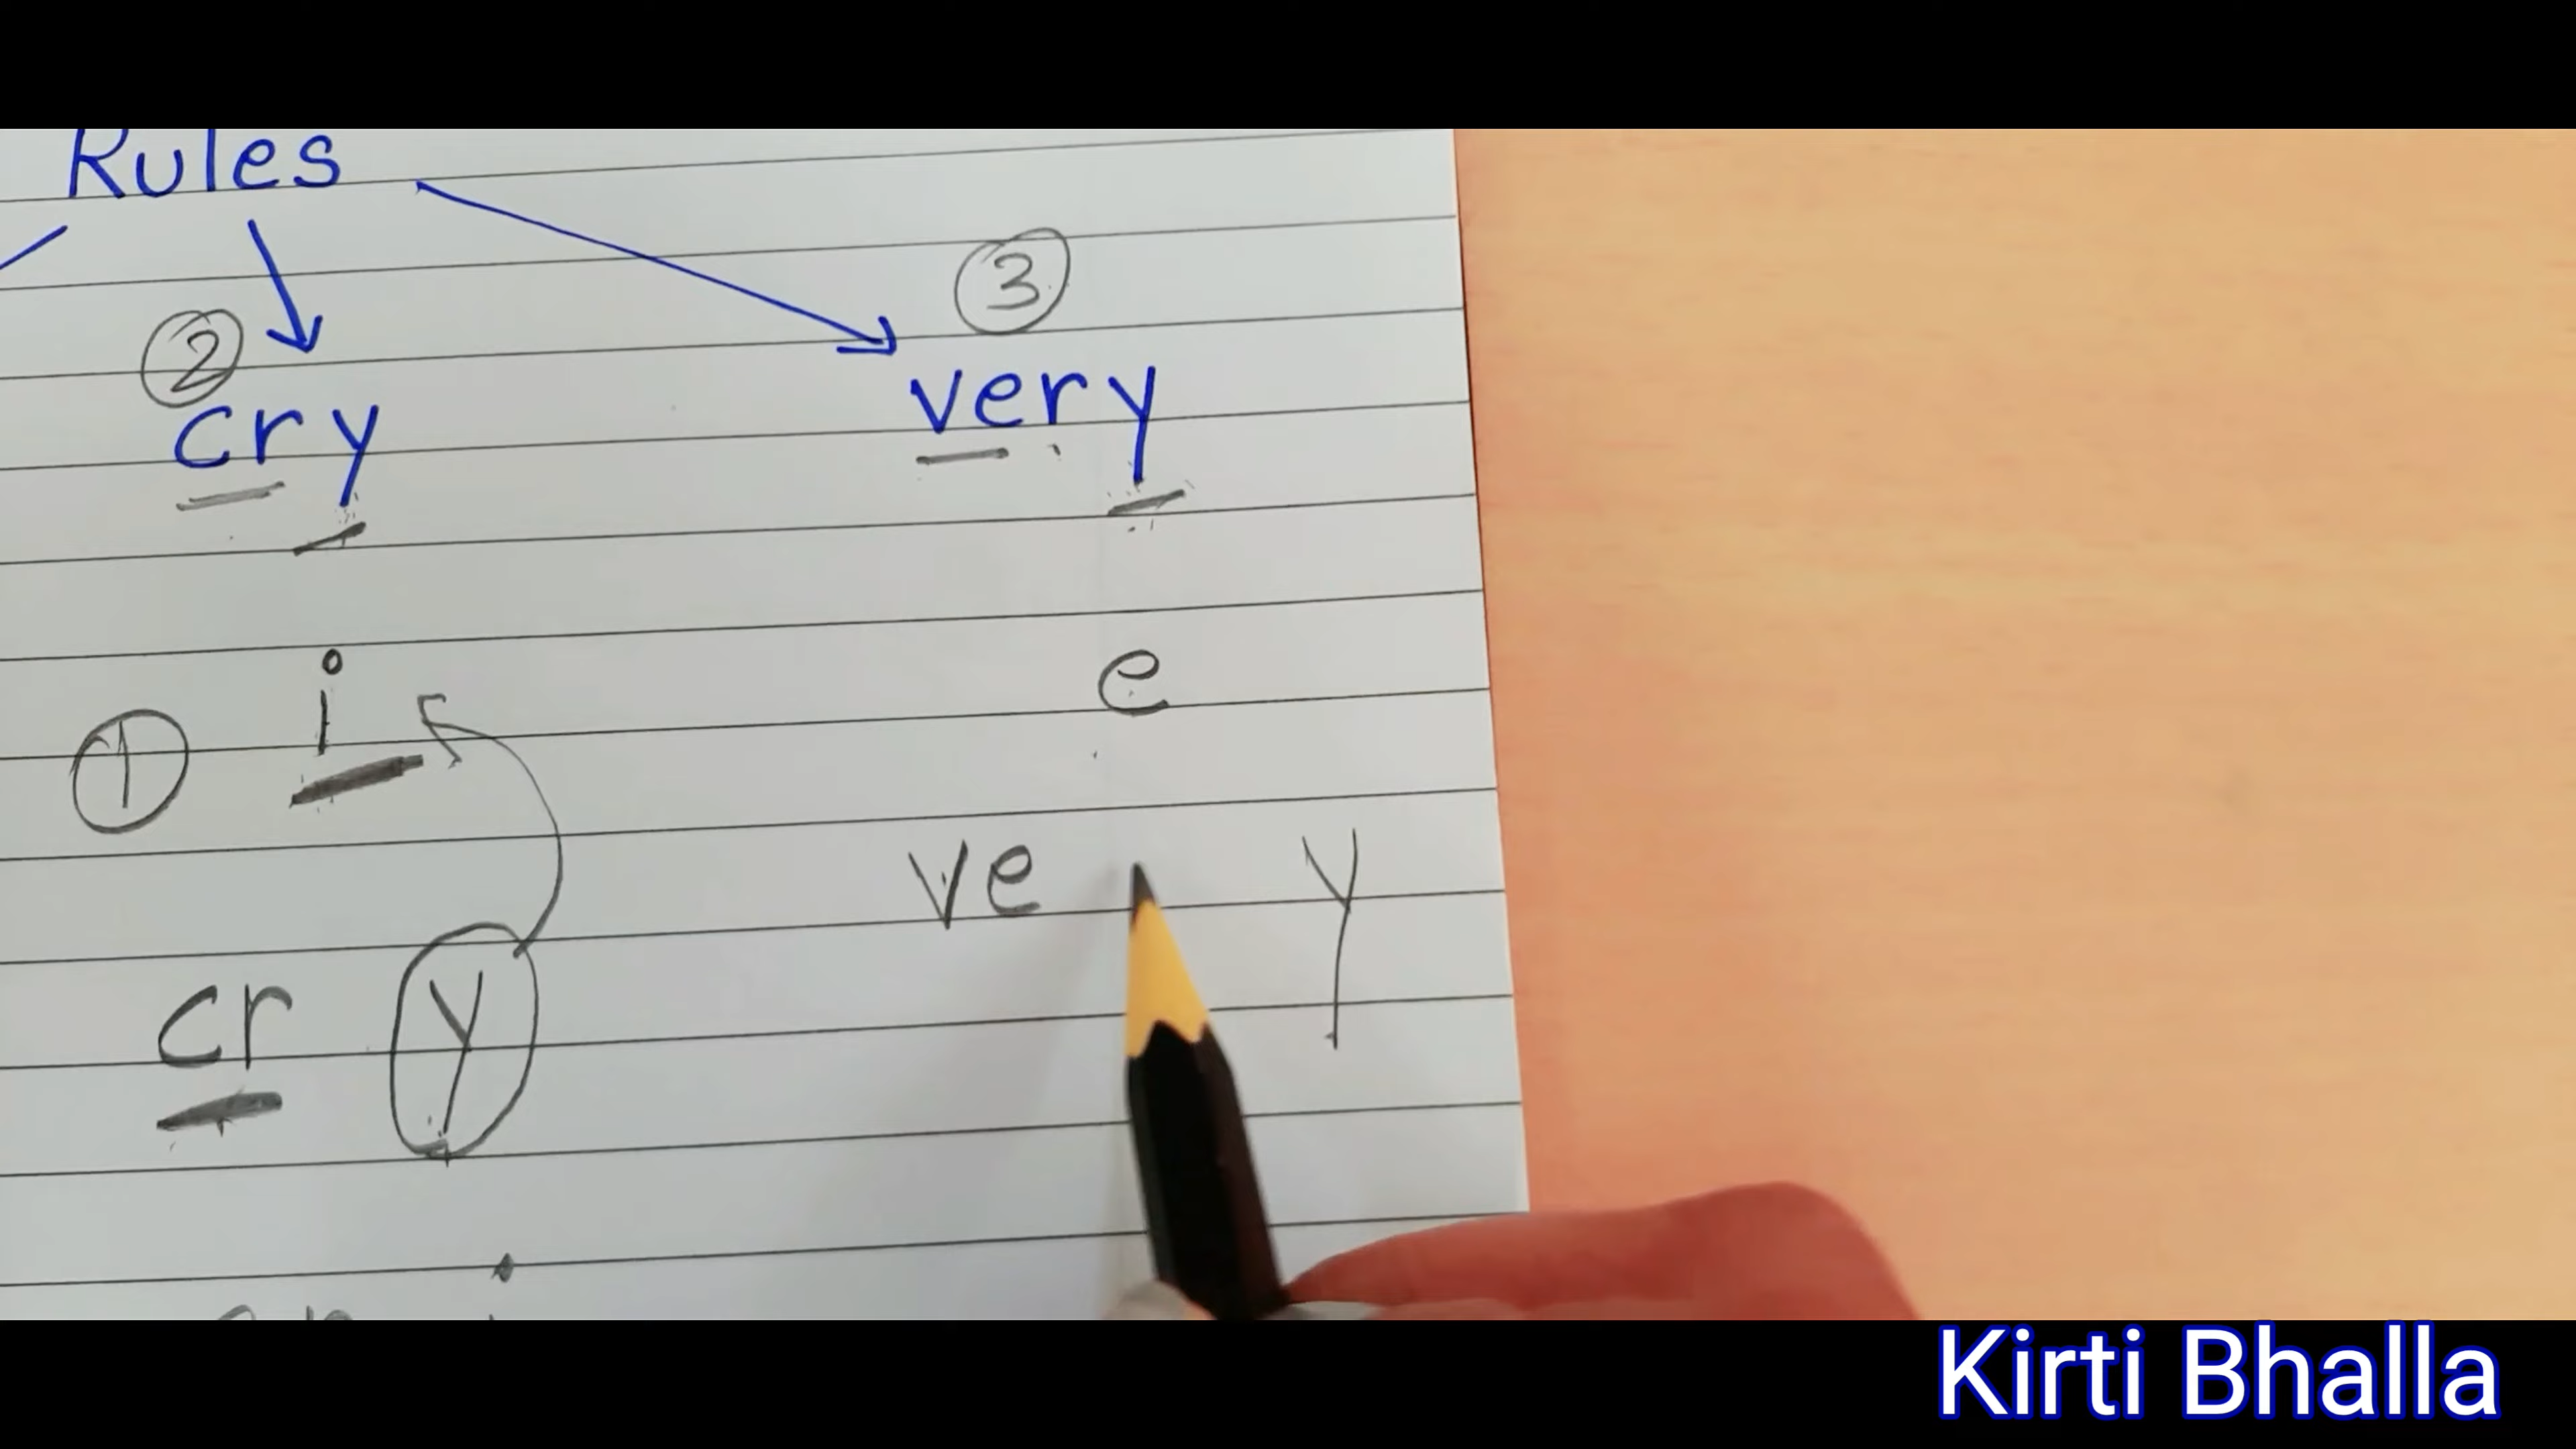 Rules
② ③
cry very
① i e
ve y
cr y
Kirti Bhalla